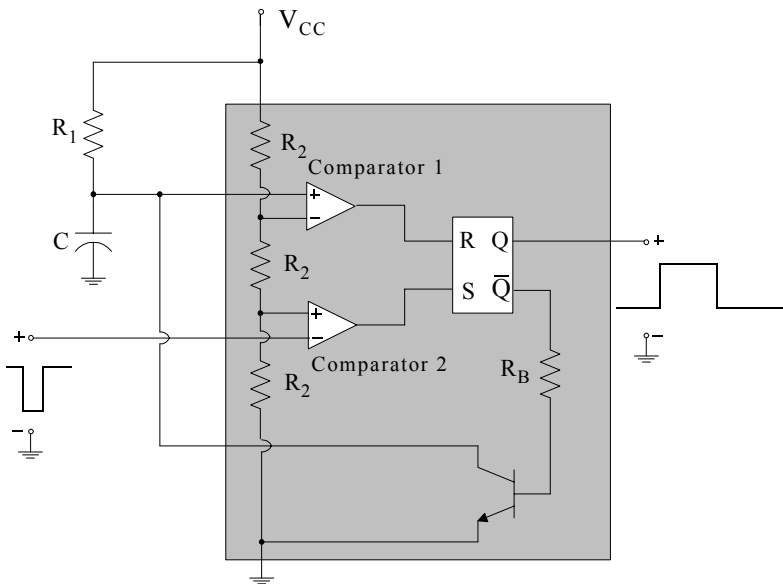 V_CC
R_1
R_2
Comparator 1
+
−
C
R_2
R Q
S Q̅
+
−
+
−
+
Comparator 2
R_2
R_B
−